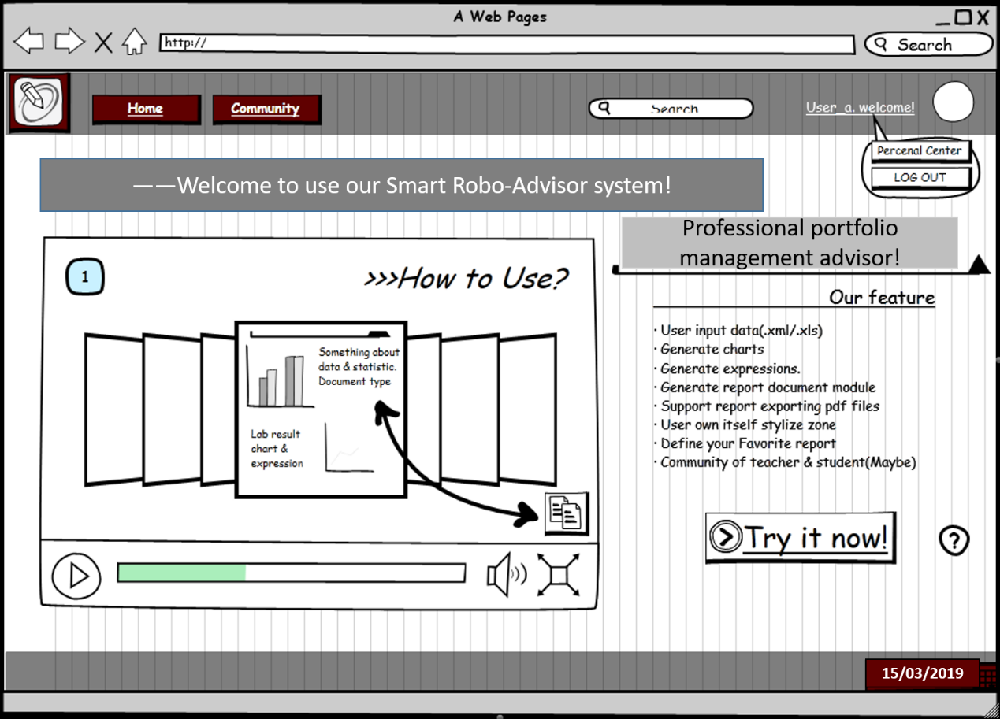 A Web Pages
http://
Search
Home
Community
Search
User_a. welcome!
Percenal Center
LOG OUT
——Welcome to use our Smart Robo-Advisor system!
Professional portfolio
management advisor!
1
>>>How to Use?
Something about
data & statistic.
Document type
Lab result
chart &
expression
Our feature
· User input data(.xml/.xls)
· Generate charts
· Generate expressions.
· Generate report document module
· Support report exporting pdf files
· User own itself stylize zone
· Define your Favorite report
· Community of teacher & student(Maybe)
Try it now!
?
15/03/2019